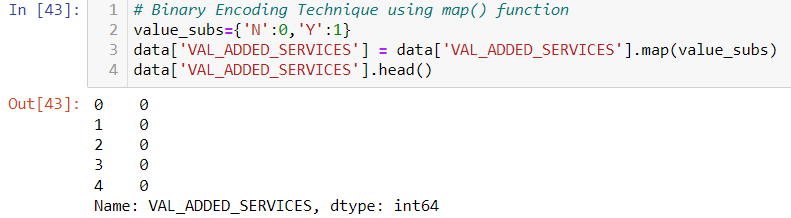 In [43]: 1 # Binary Encoding Technique using map() function
2 value_subs={'N':0,'Y':1}
3 data['VAL_ADDED_SERVICES'] = data['VAL_ADDED_SERVICES'].map(value_subs)
4 data['VAL_ADDED_SERVICES'].head()
Out[43]: 0 0
1 0
2 0
3 0
4 0
Name: VAL_ADDED_SERVICES, dtype: int64